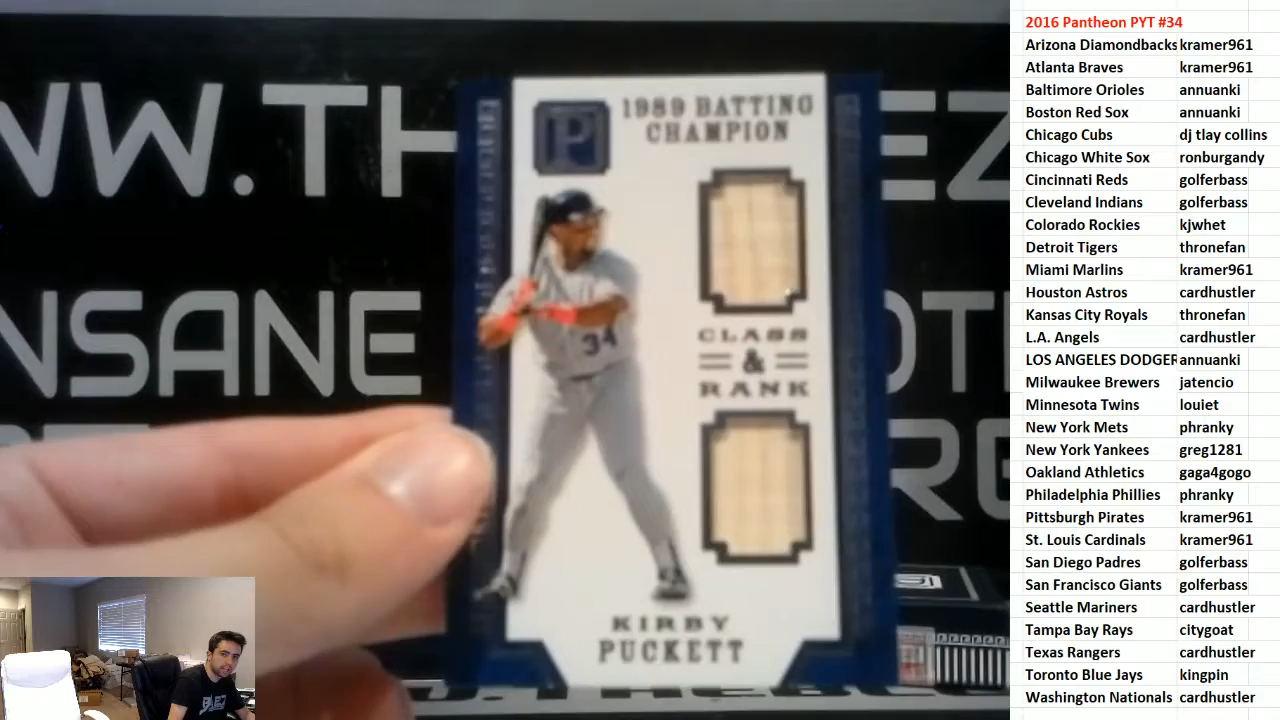 WW.TH
EZ
NSANE
OT
RE
1989 BATTING
CHAMPION
P
34
CLASS
&
RANK
KIRBY
PUCKETT
2016 Pantheon PYT #34
Arizona Diamondbacks kramer961
Atlanta Braves kramer961
Baltimore Orioles annuanki
Boston Red Sox annuanki
Chicago Cubs dj tlay collins
Chicago White Sox ronburgandy
Cincinnati Reds golferbass
Cleveland Indians golferbass
Colorado Rockies kjwhet
Detroit Tigers thronefan
Miami Marlins kramer961
Houston Astros cardhustler
Kansas City Royals thronefan
L.A. Angels cardhustler
LOS ANGELES DODGER annuanki
Milwaukee Brewers jatencio
Minnesota Twins louiet
New York Mets phranky
New York Yankees greg1281
Oakland Athletics gaga4gogo
Philadelphia Phillies phranky
Pittsburgh Pirates kramer961
St. Louis Cardinals kramer961
San Diego Padres golferbass
San Francisco Giants golferbass
Seattle Mariners cardhustler
Tampa Bay Rays citygoat
Texas Rangers cardhustler
Toronto Blue Jays kingpin
Washington Nationals cardhustler